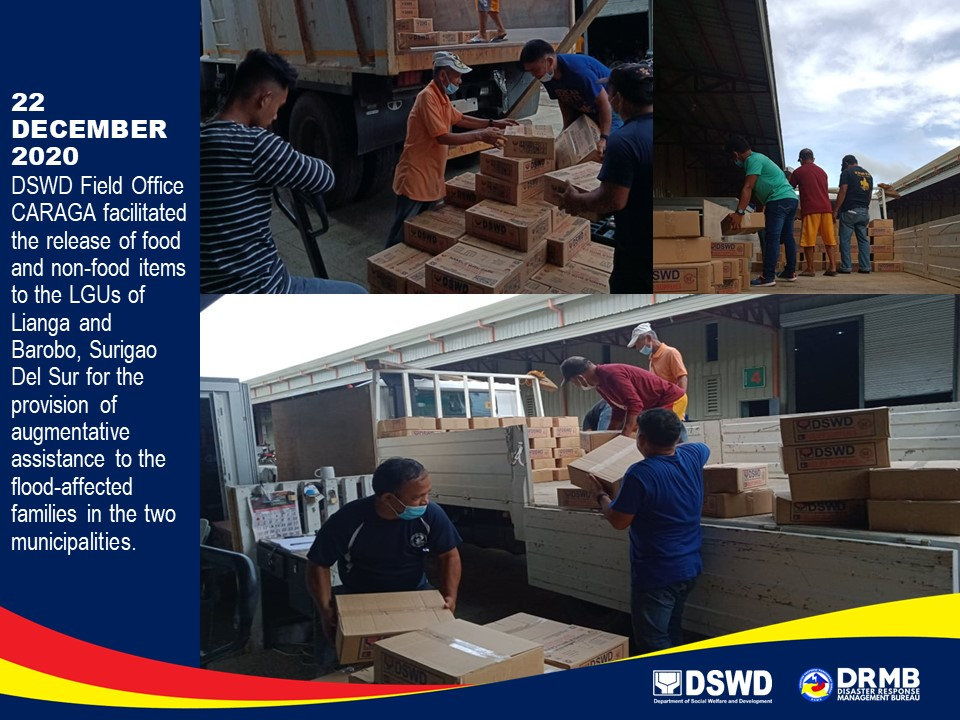 22
DECEMBER
2020
DSWD Field Office
CARAGA facilitated
the release of food
and non-food items
to the LGUs of
Lianga and
Barobo, Surigao
Del Sur for the
provision of
augmentative
assistance to the
flood-affected
families in the two
municipalities.
DSWD
DSWD
DSWD
DSWD
DSWD
Department of Social Welfare and Development
DRMB
DISASTER RESPONSE
MANAGEMENT BUREAU